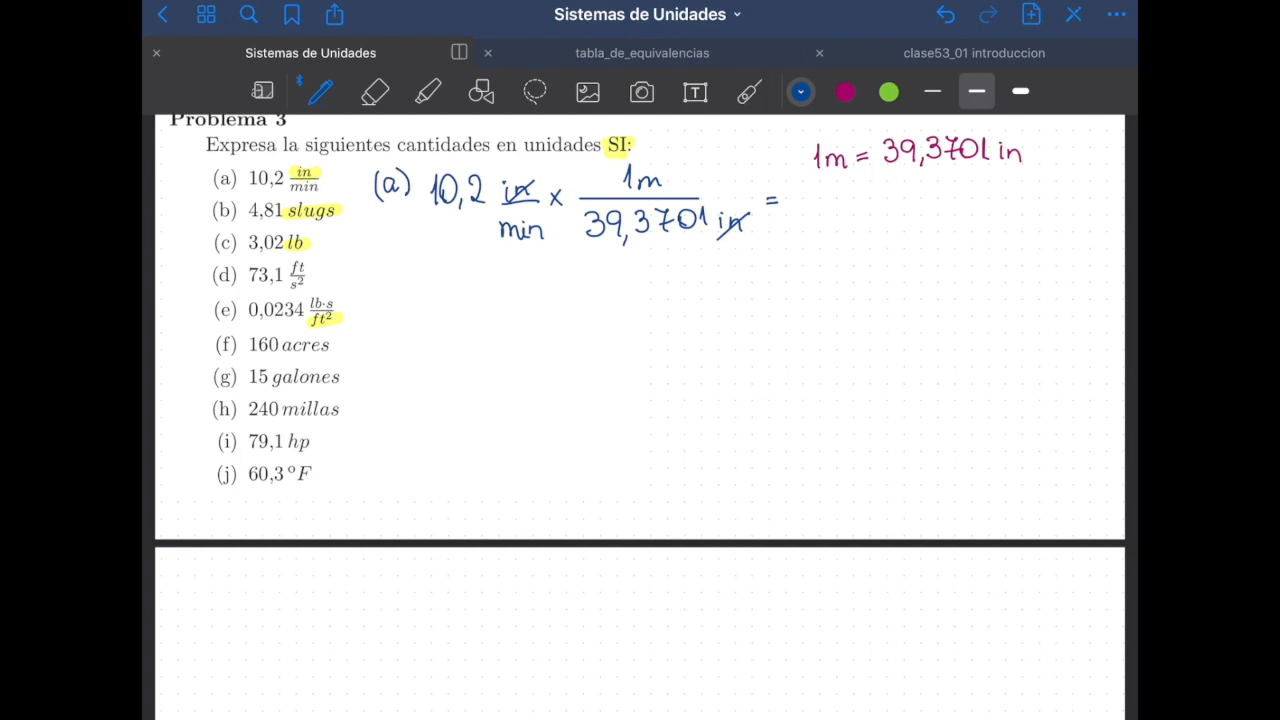 Sistemas de Unidades
Sistemas de Unidades
tabla_de_equivalencias
clase53_01 introduccion
Problema 3
Expresa la siguientes cantidades en unidades SI:
(a) 10,2 in/min
(b) 4,81 slugs
(c) 3,02 lb
(d) 73,1 ft/s²
(e) 0,0234 lb·s/ft²
(f) 160 acres
(g) 15 galones
(h) 240 millas
(i) 79,1 hp
(j) 60,3 °F
(a) 10,2 in/min × 1m/39,3701 in =
1m = 39,3701 in